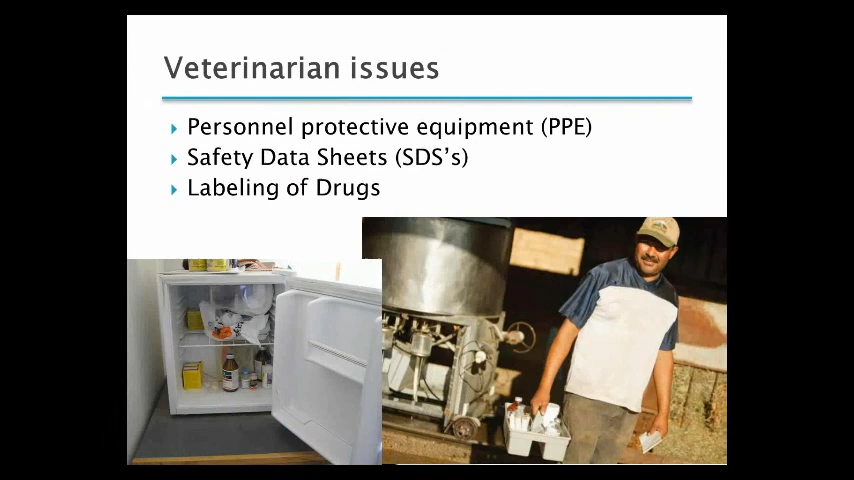 Veterinarian issues
Personnel protective equipment (PPE)
Safety Data Sheets (SDS's)
Labeling of Drugs